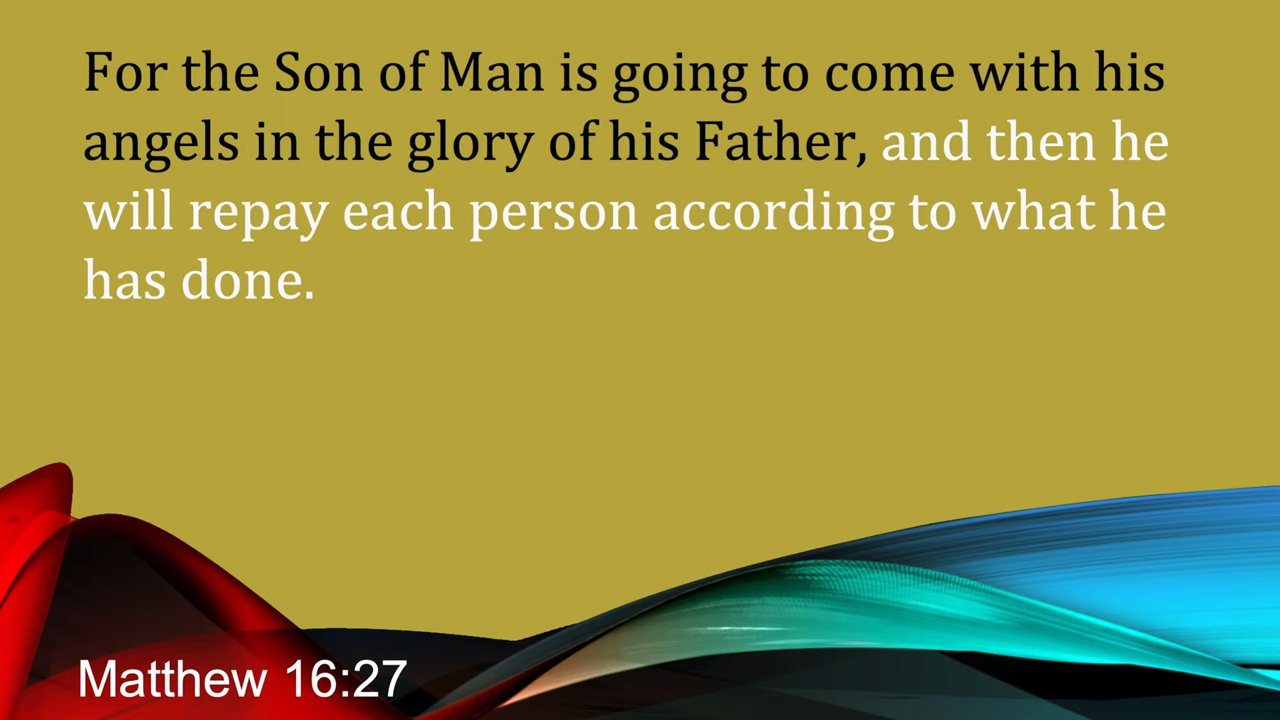 For the Son of Man is going to come with his
angels in the glory of his Father, and then he
will repay each person according to what he
has done.
Matthew 16:27